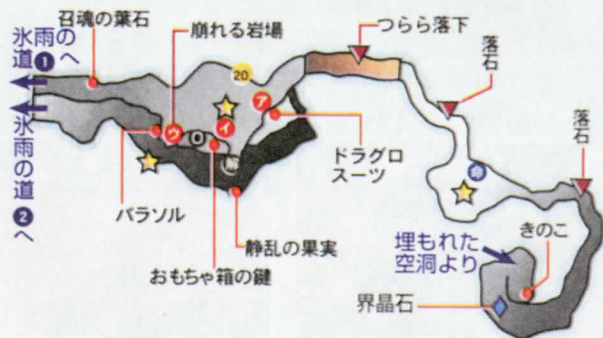 召魂の葉石
崩れる岩場
つらら落下
落石
氷雨の
道❶へ
20
ア
イ
ウ
落石
ドラグロ
スーツ
氷雨の道❷へ
パラソル
静乱の果実
おもちゃ箱の鍵
埋もれた
空洞より
きのこ
界晶石